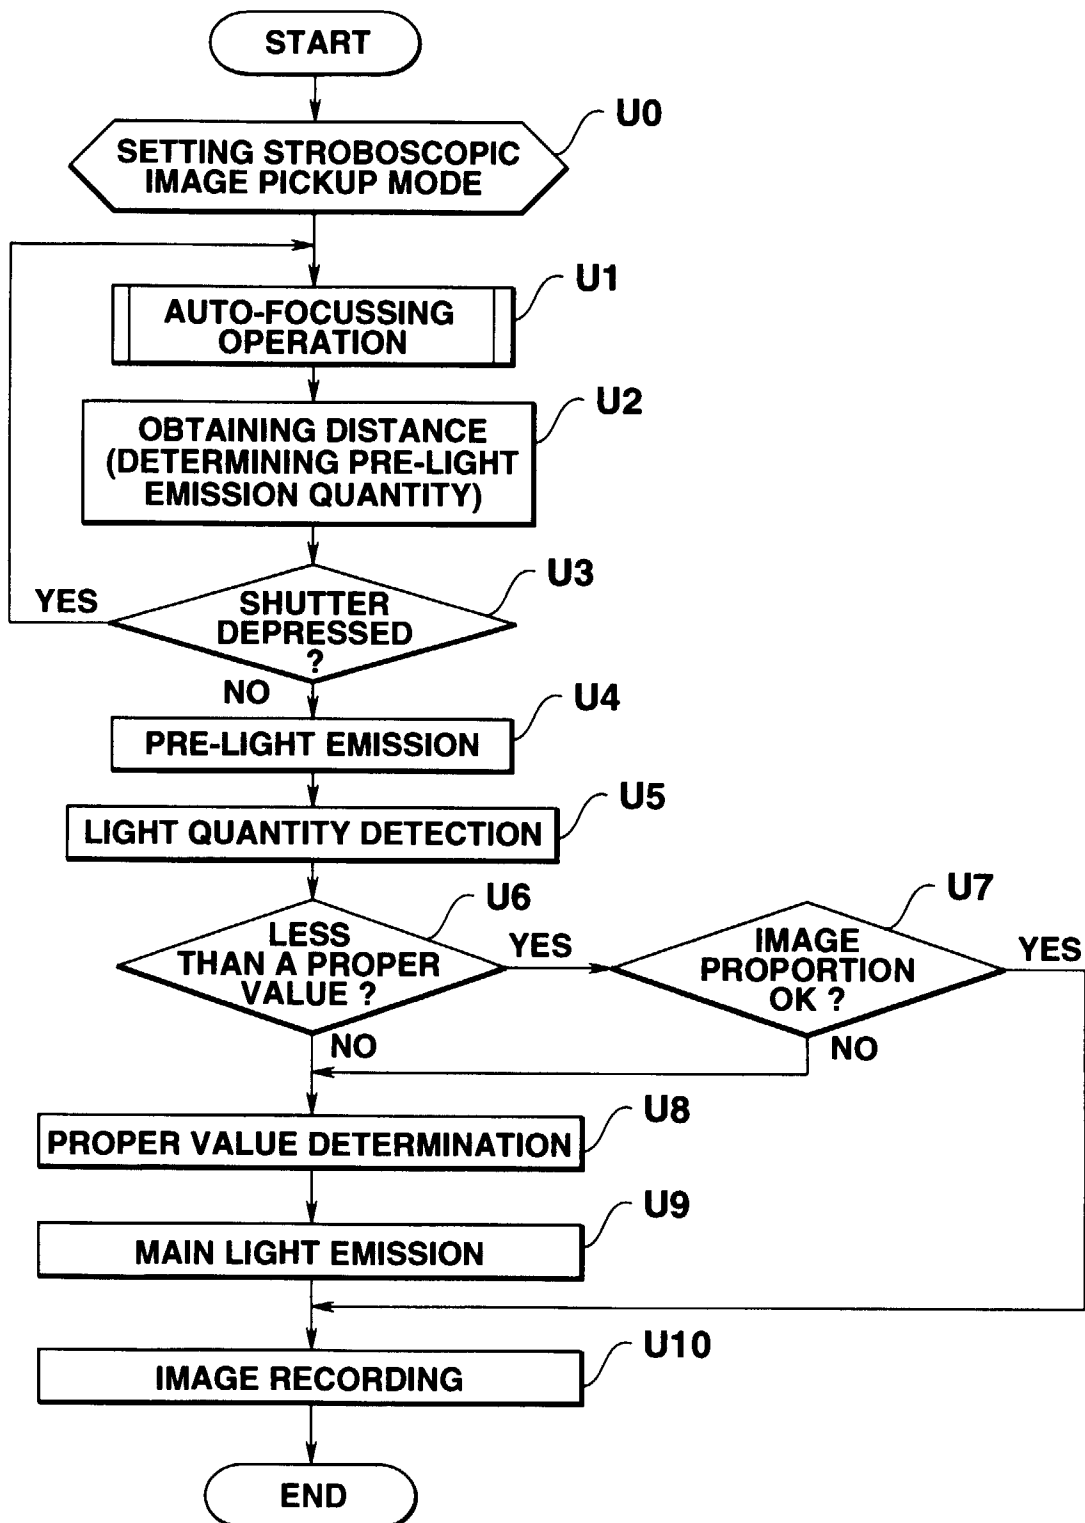 START
U0
SETTING STROBOSCOPIC
IMAGE PICKUP MODE
U1
AUTO-FOCUSSING
OPERATION
U2
OBTAINING DISTANCE
(DETERMINING PRE-LIGHT
EMISSION QUANTITY)
U3
YES
SHUTTER
DEPRESSED
?
NO
U4
PRE-LIGHT EMISSION
U5
LIGHT QUANTITY DETECTION
U6
LESS
THAN A PROPER
VALUE ?
YES
NO
U7
IMAGE
PROPORTION
OK ?
YES
NO
U8
PROPER VALUE DETERMINATION
U9
MAIN LIGHT EMISSION
U10
IMAGE RECORDING
END